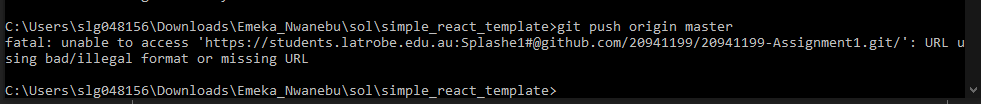 C:\Users\slg048156\Downloads\Emeka_Nwanebu\sol\simple_react_template>git push origin master
fatal: unable to access 'https://students.latrobe.edu.au:Splashe1#@github.com/20941199/20941199-Assignment1.git/': URL u
sing bad/illegal format or missing URL
C:\Users\slg048156\Downloads\Emeka_Nwanebu\sol\simple_react_template>